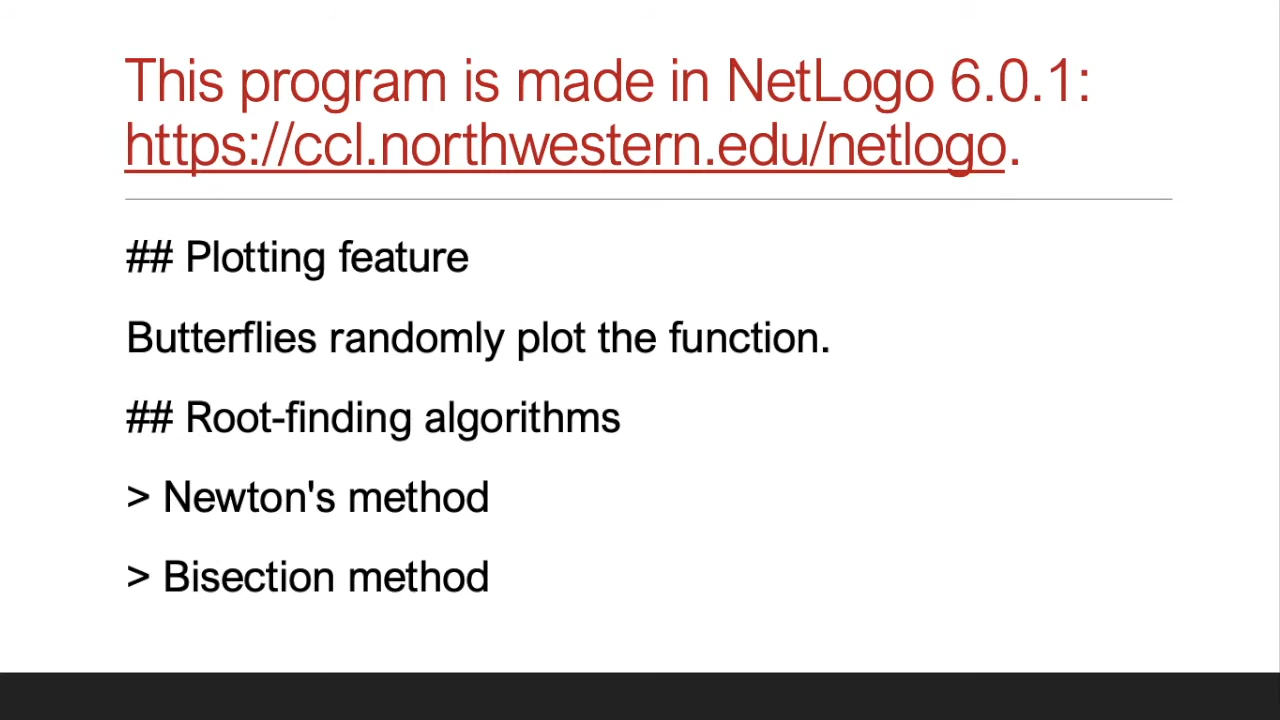 This program is made in NetLogo 6.0.1:
https://ccl.northwestern.edu/netlogo.
## Plotting feature
Butterflies randomly plot the function.
## Root-finding algorithms
> Newton's method
> Bisection method